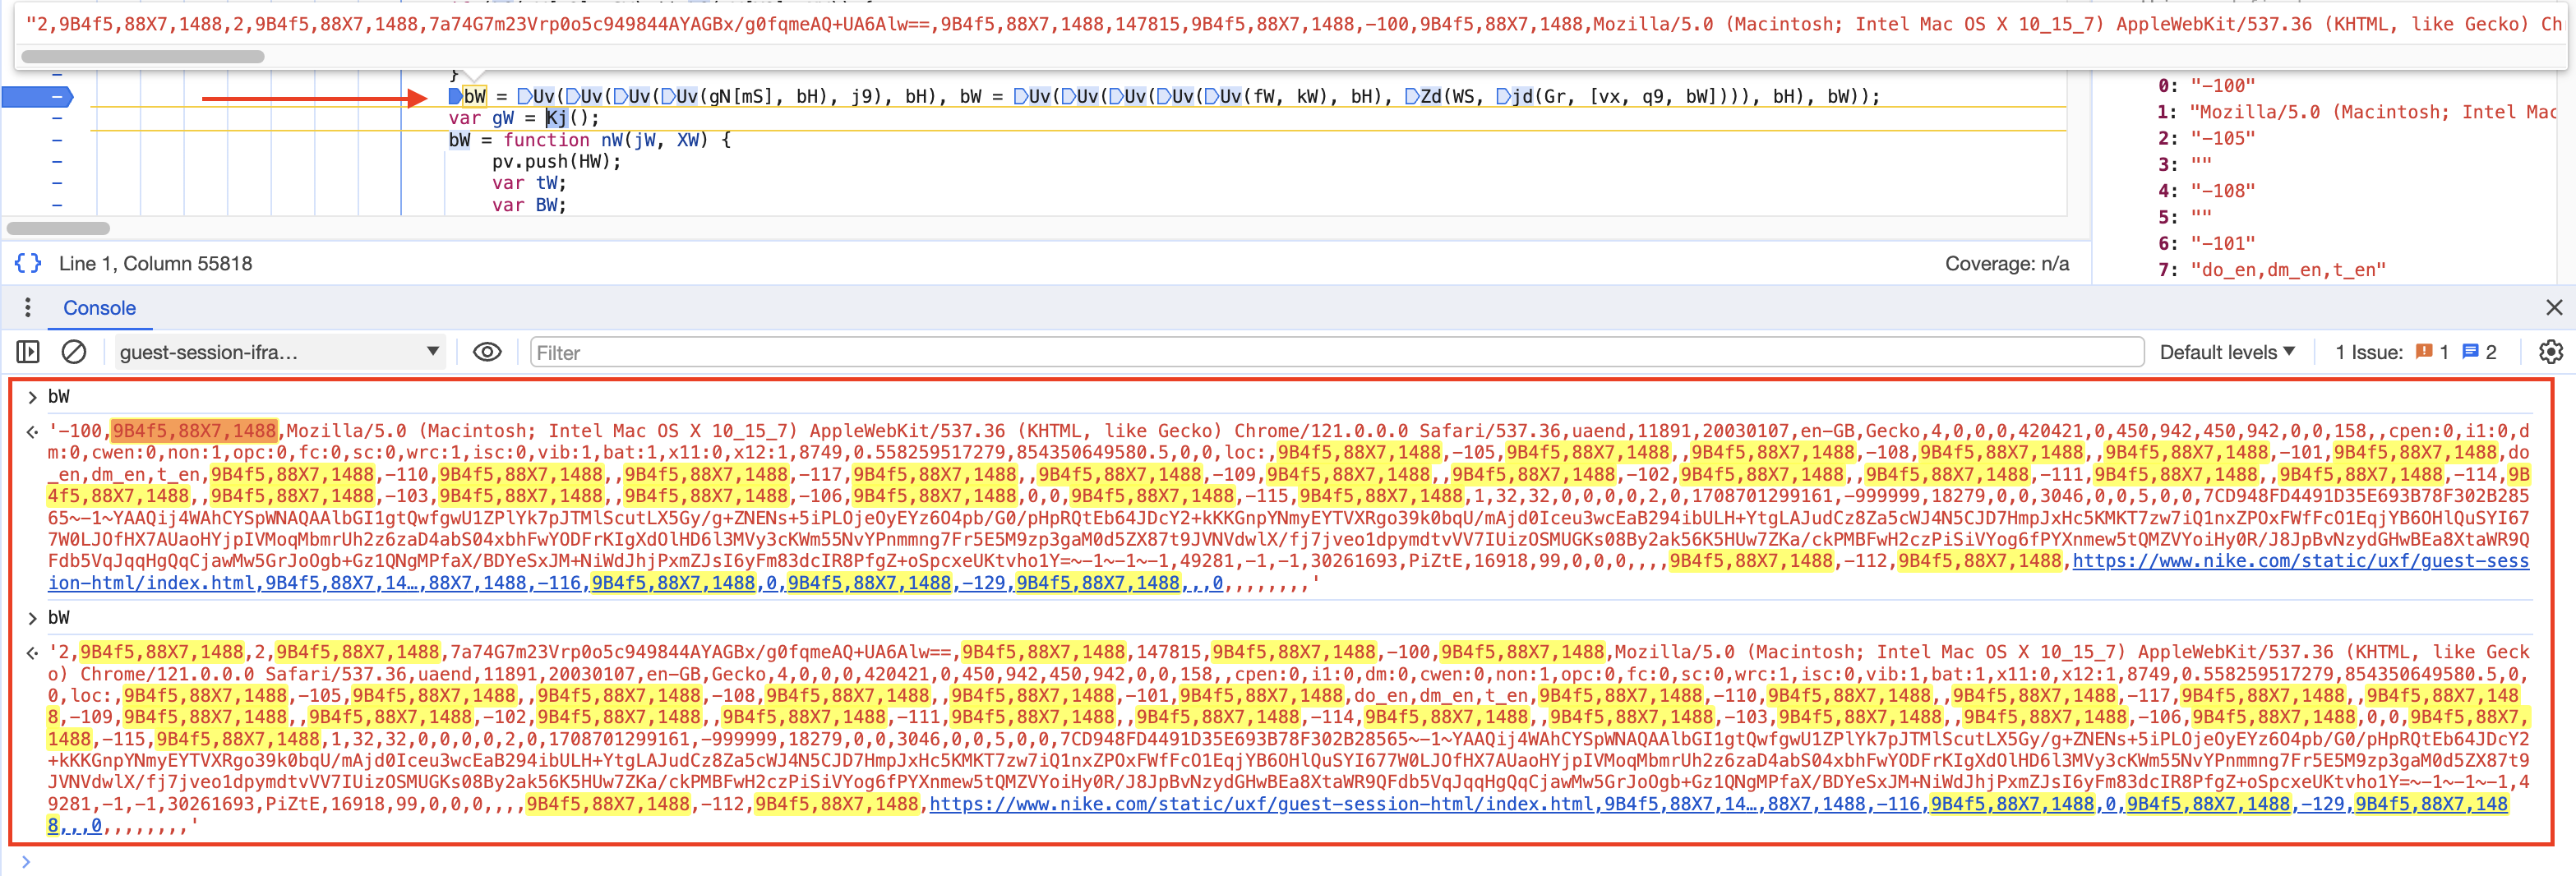 "2,9B4f5,88X7,1488,2,9B4f5,88X7,1488,7a74G7m23Vrp0o5c949844AYAGBx/g0fqmeAQ+UA6Alw==,9B4f5,88X7,1488,147815,9B4f5,88X7,1488,-100,9B4f5,88X7,1488,Mozilla/5.0 (Macintosh; Intel Mac OS X 10_15_7) AppleWebKit/537.36 (KHTML, like Gecko) Ch
}
bW = Uv(Uv(Uv(Uv(gN[mS], bH), j9), bH), bW = Uv(Uv(Uv(Uv(Uv(fW, kW), bH), Zd(WS, jd(Gr, [vx, q9, bW]))), bH), bW));
var gW = Kj();
bW = function nW(jW, XW) {
pv.push(HW);
var tW;
var BW;
0: "-100"
1: "Mozilla/5.0 (Macintosh; Intel Mac
2: "-105"
3: ""
4: "-108"
5: ""
6: "-101"
7: "do_en,dm_en,t_en"
{} Line 1, Column 55818
Coverage: n/a
Console
guest-session-ifra…
Filter
Default levels
1 Issue: 1 2
> bW
'-100,9B4f5,88X7,1488,Mozilla/5.0 (Macintosh; Intel Mac OS X 10_15_7) AppleWebKit/537.36 (KHTML, like Gecko) Chrome/121.0.0.0 Safari/537.36,uaend,11891,20030107,en-GB,Gecko,4,0,0,0,420421,0,450,942,450,942,0,0,158,,cpen:0,i1:0,d
m:0,cwen:0,non:1,opc:0,fc:0,sc:0,wrc:1,isc:0,vib:1,bat:1,x11:0,x12:1,8749,0.558259517279,854350649580.5,0,0,loc:,9B4f5,88X7,1488,-105,9B4f5,88X7,1488,,9B4f5,88X7,1488,-108,9B4f5,88X7,1488,,9B4f5,88X7,1488,-101,9B4f5,88X7,1488,do
_en,dm_en,t_en,9B4f5,88X7,1488,-110,9B4f5,88X7,1488,,9B4f5,88X7,1488,-117,9B4f5,88X7,1488,,9B4f5,88X7,1488,-109,9B4f5,88X7,1488,,9B4f5,88X7,1488,-102,9B4f5,88X7,1488,,9B4f5,88X7,1488,-111,9B4f5,88X7,1488,,9B4f5,88X7,1488,-114,9B
4f5,88X7,1488,,9B4f5,88X7,1488,-103,9B4f5,88X7,1488,,9B4f5,88X7,1488,-106,9B4f5,88X7,1488,0,0,9B4f5,88X7,1488,-115,9B4f5,88X7,1488,1,32,32,0,0,0,0,2,0,1708701299161,-999999,18279,0,0,3046,0,0,5,0,0,7CD948FD4491D35E693B78F302B285
65~-1~YAAQij4WAhCYSpWNAQAAlbGI1gtQwfgwU1ZPlYk7pJTMlScutLX5Gy/g+ZNENs+5iPLOjeOyEYz6O4pb/G0/pHpRQtEb64JDcY2+kKKGnpYNmyEYTVXRgo39k0bqU/mAjd0Iceu3wcEaB294ibULH+YtgLAJudCz8Za5cWJ4N5CJD7HmpJxHc5KMKT7zw7iQ1nxZPOxFWfFcO1EqjYB6OHlQuSYI67
7W0LJOfHX7AUaoHYjpIVMoqMbmrUh2z6zaD4abS04xbhFwYODFrKIgXdOlHD6l3MVy3cKWm55NvYPnmmng7Fr5E5M9zp3gaM0d5ZX87t9JVNVdwlX/fj7jveo1dpymdtvVV7IUizOSMUGKs08By2ak56K5HUw7ZKa/ckPMBFwH2czPiSiVYog6fPYXnmew5tQMZVYoiHy0R/J8JpBvNzydGHwBEa8XtaWR9Q
Fdb5VqJqqHgQqCjawMw5GrJoOgb+Gz1QNgMPfaX/BDYeSxJM+NiWdJhjPxmZJsI6yFm83dcIR8PfgZ+oSpcxeUKtvho1Y=~-1~-1~-1,49281,-1,-1,30261693,PiZtE,16918,99,0,0,0,,,,9B4f5,88X7,1488,-112,9B4f5,88X7,1488,https://www.nike.com/static/uxf/guest-sess
ion-html/index.html,9B4f5,88X7,14…,88X7,1488,-116,9B4f5,88X7,1488,0,9B4f5,88X7,1488,-129,9B4f5,88X7,1488,,,0,,,,,,,,'
> bW
'2,9B4f5,88X7,1488,2,9B4f5,88X7,1488,7a74G7m23Vrp0o5c949844AYAGBx/g0fqmeAQ+UA6Alw==,9B4f5,88X7,1488,147815,9B4f5,88X7,1488,-100,9B4f5,88X7,1488,Mozilla/5.0 (Macintosh; Intel Mac OS X 10_15_7) AppleWebKit/537.36 (KHTML, like Geck
o) Chrome/121.0.0.0 Safari/537.36,uaend,11891,20030107,en-GB,Gecko,4,0,0,0,420421,0,450,942,450,942,0,0,158,,cpen:0,i1:0,dm:0,cwen:0,non:1,opc:0,fc:0,sc:0,wrc:1,isc:0,vib:1,bat:1,x11:0,x12:1,8749,0.558259517279,854350649580.5,0,
0,loc:,9B4f5,88X7,1488,-105,9B4f5,88X7,1488,,9B4f5,88X7,1488,-108,9B4f5,88X7,1488,,9B4f5,88X7,1488,-101,9B4f5,88X7,1488,do_en,dm_en,t_en,9B4f5,88X7,1488,-110,9B4f5,88X7,1488,,9B4f5,88X7,1488,-117,9B4f5,88X7,1488,,9B4f5,88X7,148
8,-109,9B4f5,88X7,1488,,9B4f5,88X7,1488,-102,9B4f5,88X7,1488,,9B4f5,88X7,1488,-111,9B4f5,88X7,1488,,9B4f5,88X7,1488,-114,9B4f5,88X7,1488,,9B4f5,88X7,1488,-103,9B4f5,88X7,1488,,9B4f5,88X7,1488,-106,9B4f5,88X7,1488,0,0,9B4f5,88X7,
1488,-115,9B4f5,88X7,1488,1,32,32,0,0,0,0,2,0,1708701299161,-999999,18279,0,0,3046,0,0,5,0,0,7CD948FD4491D35E693B78F302B28565~-1~YAAQij4WAhCYSpWNAQAAlbGI1gtQwfgwU1ZPlYk7pJTMlScutLX5Gy/g+ZNENs+5iPLOjeOyEYz6O4pb/G0/pHpRQtEb64JDcY2
+kKKGnpYNmyEYTVXRgo39k0bqU/mAjd0Iceu3wcEaB294ibULH+YtgLAJudCz8Za5cWJ4N5CJD7HmpJxHc5KMKT7zw7iQ1nxZPOxFWfFcO1EqjYB6OHlQuSYI677W0LJOfHX7AUaoHYjpIVMoqMbmrUh2z6zaD4abS04xbhFwYODFrKIgXdOlHD6l3MVy3cKWm55NvYPnmmng7Fr5E5M9zp3gaM0d5ZX87t9
JVNVdwlX/fj7jveo1dpymdtvVV7IUizOSMUGKs08By2ak56K5HUw7ZKa/ckPMBFwH2czPiSiVYog6fPYXnmew5tQMZVYoiHy0R/J8JpBvNzydGHwBEa8XtaWR9QFdb5VqJqqHgQqCjawMw5GrJoOgb+Gz1QNgMPfaX/BDYeSxJM+NiWdJhjPxmZJsI6yFm83dcIR8PfgZ+oSpcxeUKtvho1Y=~-1~-1~-1,4
9281,-1,-1,30261693,PiZtE,16918,99,0,0,0,,,,9B4f5,88X7,1488,-112,9B4f5,88X7,1488,https://www.nike.com/static/uxf/guest-session-html/index.html,9B4f5,88X7,14…,88X7,1488,-116,9B4f5,88X7,1488,0,9B4f5,88X7,1488,-129,9B4f5,88X7,148
8,,,0,,,,,,,,'
>